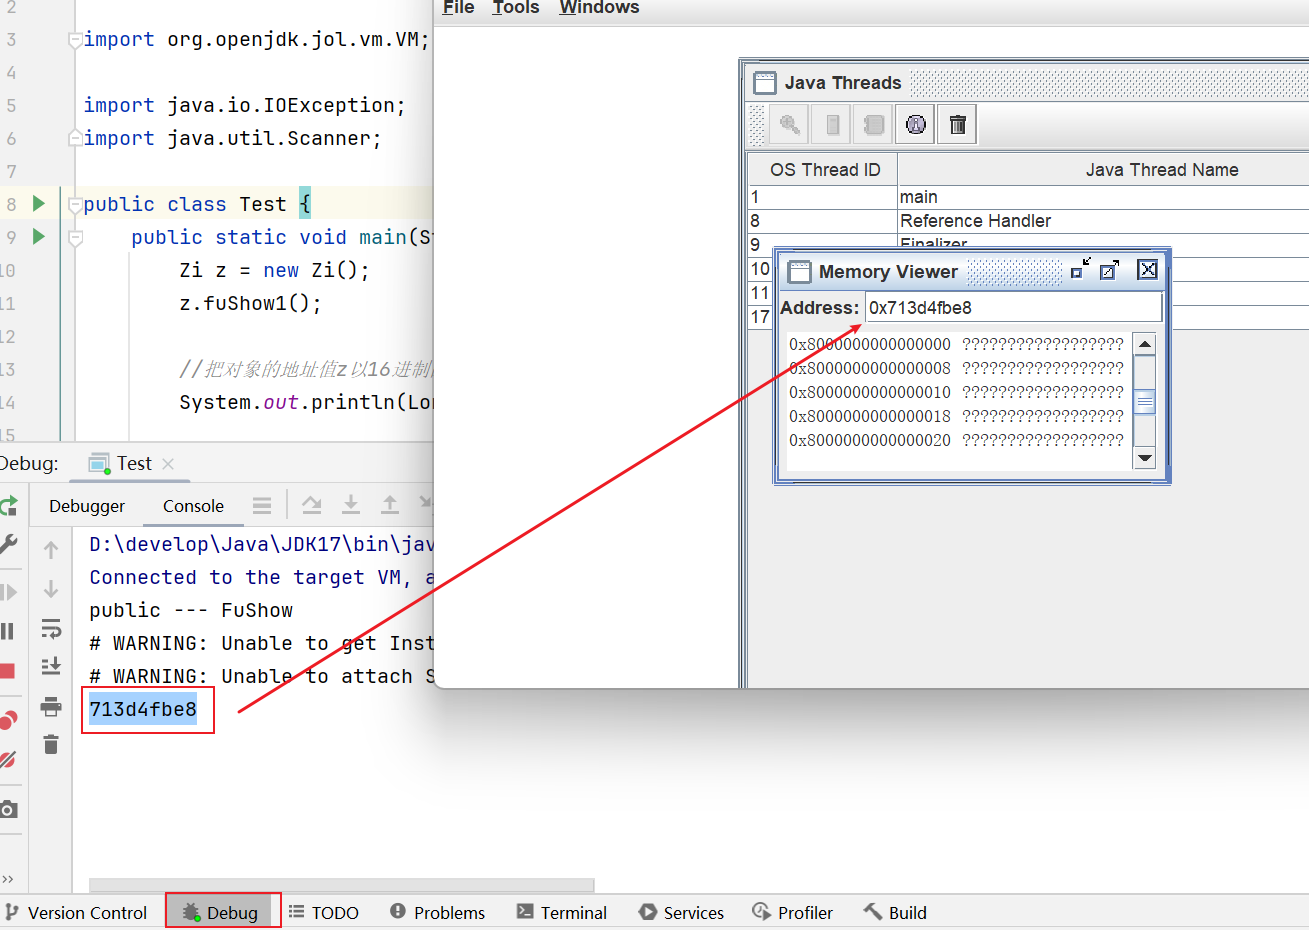 2
3 import org.openjdk.jol.vm.VM;
4
5 import java.io.IOException;
6 import java.util.Scanner;
7
8 public class Test {
9 public static void main(St
10 Zi z = new Zi();
11 z.fuShow1();
12
13 //把对象的地址值z以16进制
14 System.out.println(Lon
15
Debug: Test
Debugger Console
D:\develop\Java\JDK17\bin\jav
Connected to the target VM, a
public --- FuShow
# WARNING: Unable to get Inst
# WARNING: Unable to attach S
713d4fbe8
File Tools Windows
Java Threads
OS Thread ID Java Thread Name
1 main
8 Reference Handler
9 Finalizer
10
11
17
Memory Viewer
Address: 0x713d4fbe8
0x8000000000000000 ??????????????????
0x8000000000000008 ??????????????????
0x8000000000000010 ??????????????????
0x8000000000000018 ??????????????????
0x8000000000000020 ??????????????????
Version Control Debug TODO Problems Terminal Services Profiler Build